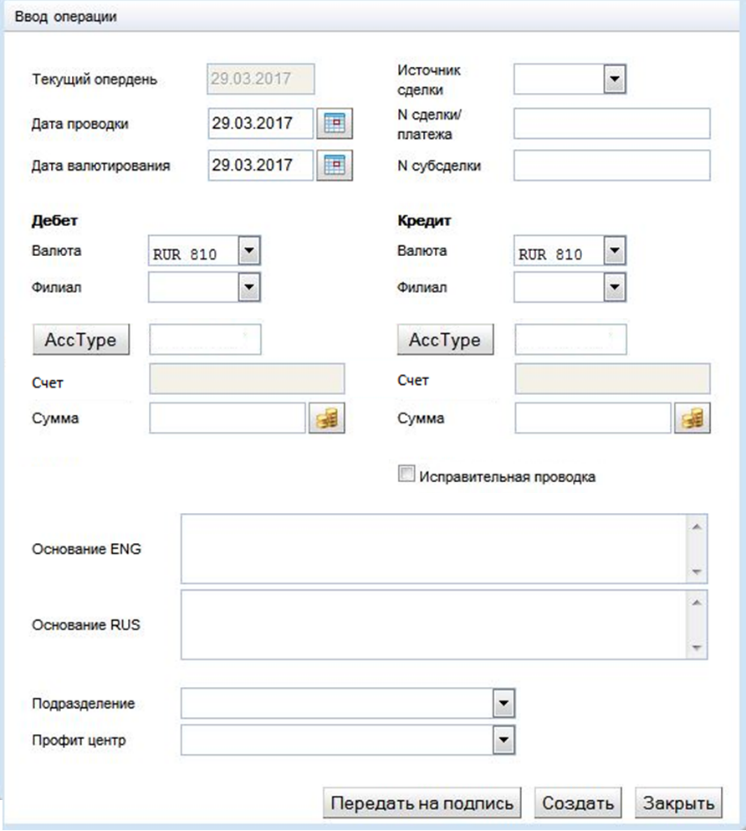 Ввод операции
Текущий опердень 29.03.2017 Источник сделки
Дата проводки 29.03.2017 N сделки/ платежа
Дата валютирования 29.03.2017 N субсделки
Дебет Кредит
Валюта RUR 810 Валюта RUR 810
Филиал Филиал
AccType AccType
Счет Счет
Сумма Сумма
Исправительная проводка
Основание ENG
Основание RUS
Подразделение
Профит центр
Передать на подпись Создать Закрыть